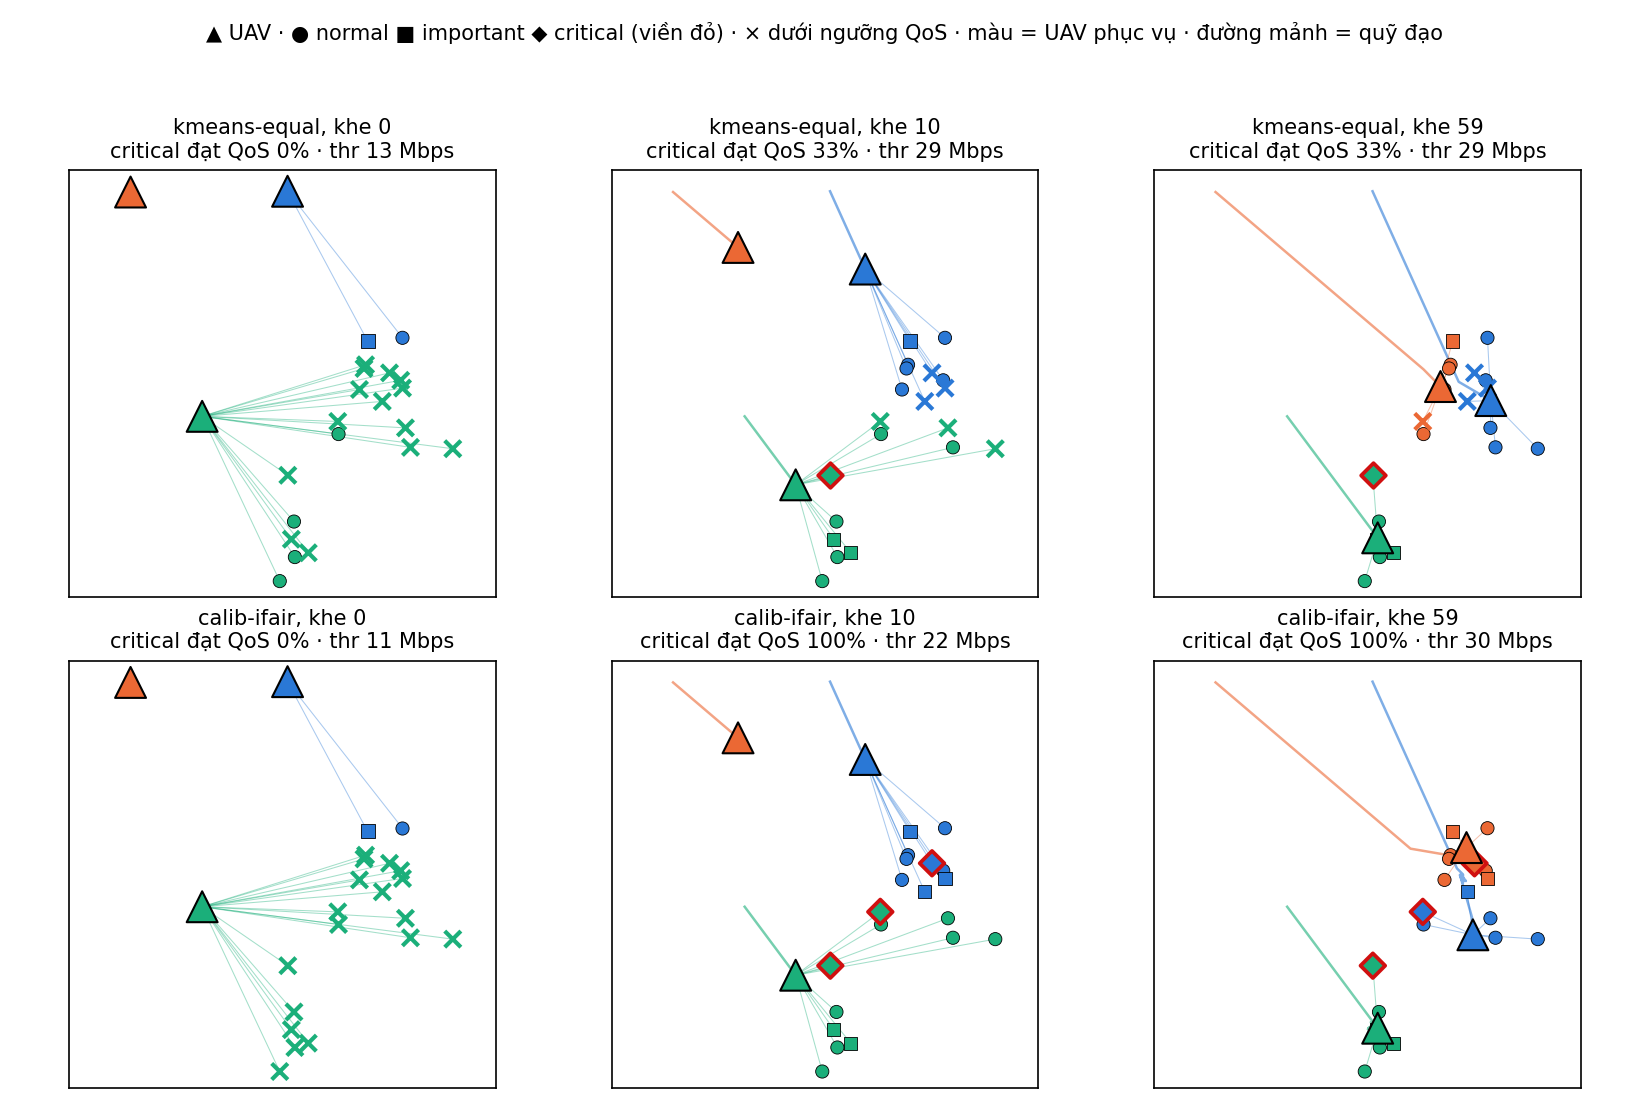 ▲ UAV · ● normal ■ important ◆ critical (viền đỏ) · × dưới ngưỡng QoS · màu = UAV phục vụ · đường mảnh = quỹ đạo
kmeans-equal, khe 0
critical đạt QoS 0% · thr 13 Mbps
kmeans-equal, khe 10
critical đạt QoS 33% · thr 29 Mbps
kmeans-equal, khe 59
critical đạt QoS 33% · thr 29 Mbps
calib-ifair, khe 0
critical đạt QoS 0% · thr 11 Mbps
calib-ifair, khe 10
critical đạt QoS 100% · thr 22 Mbps
calib-ifair, khe 59
critical đạt QoS 100% · thr 30 Mbps